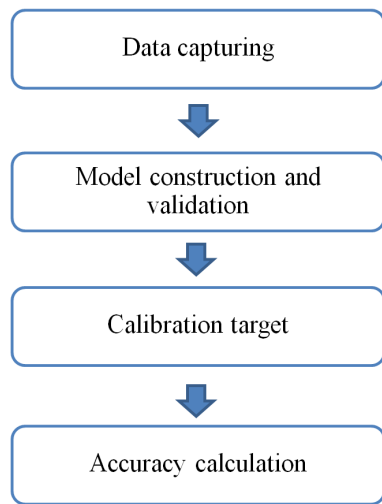 Data capturing
Model construction and
validation
Calibration target
Accuracy calculation